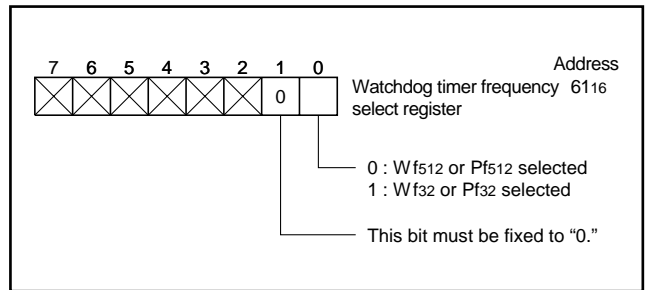 7 6 5 4 3 2 1 0 Address
0 Watchdog timer frequency 6116
select register
0 : Wf512 or Pf512 selected
1 : Wf32 or Pf32 selected
This bit must be fixed to “0.”